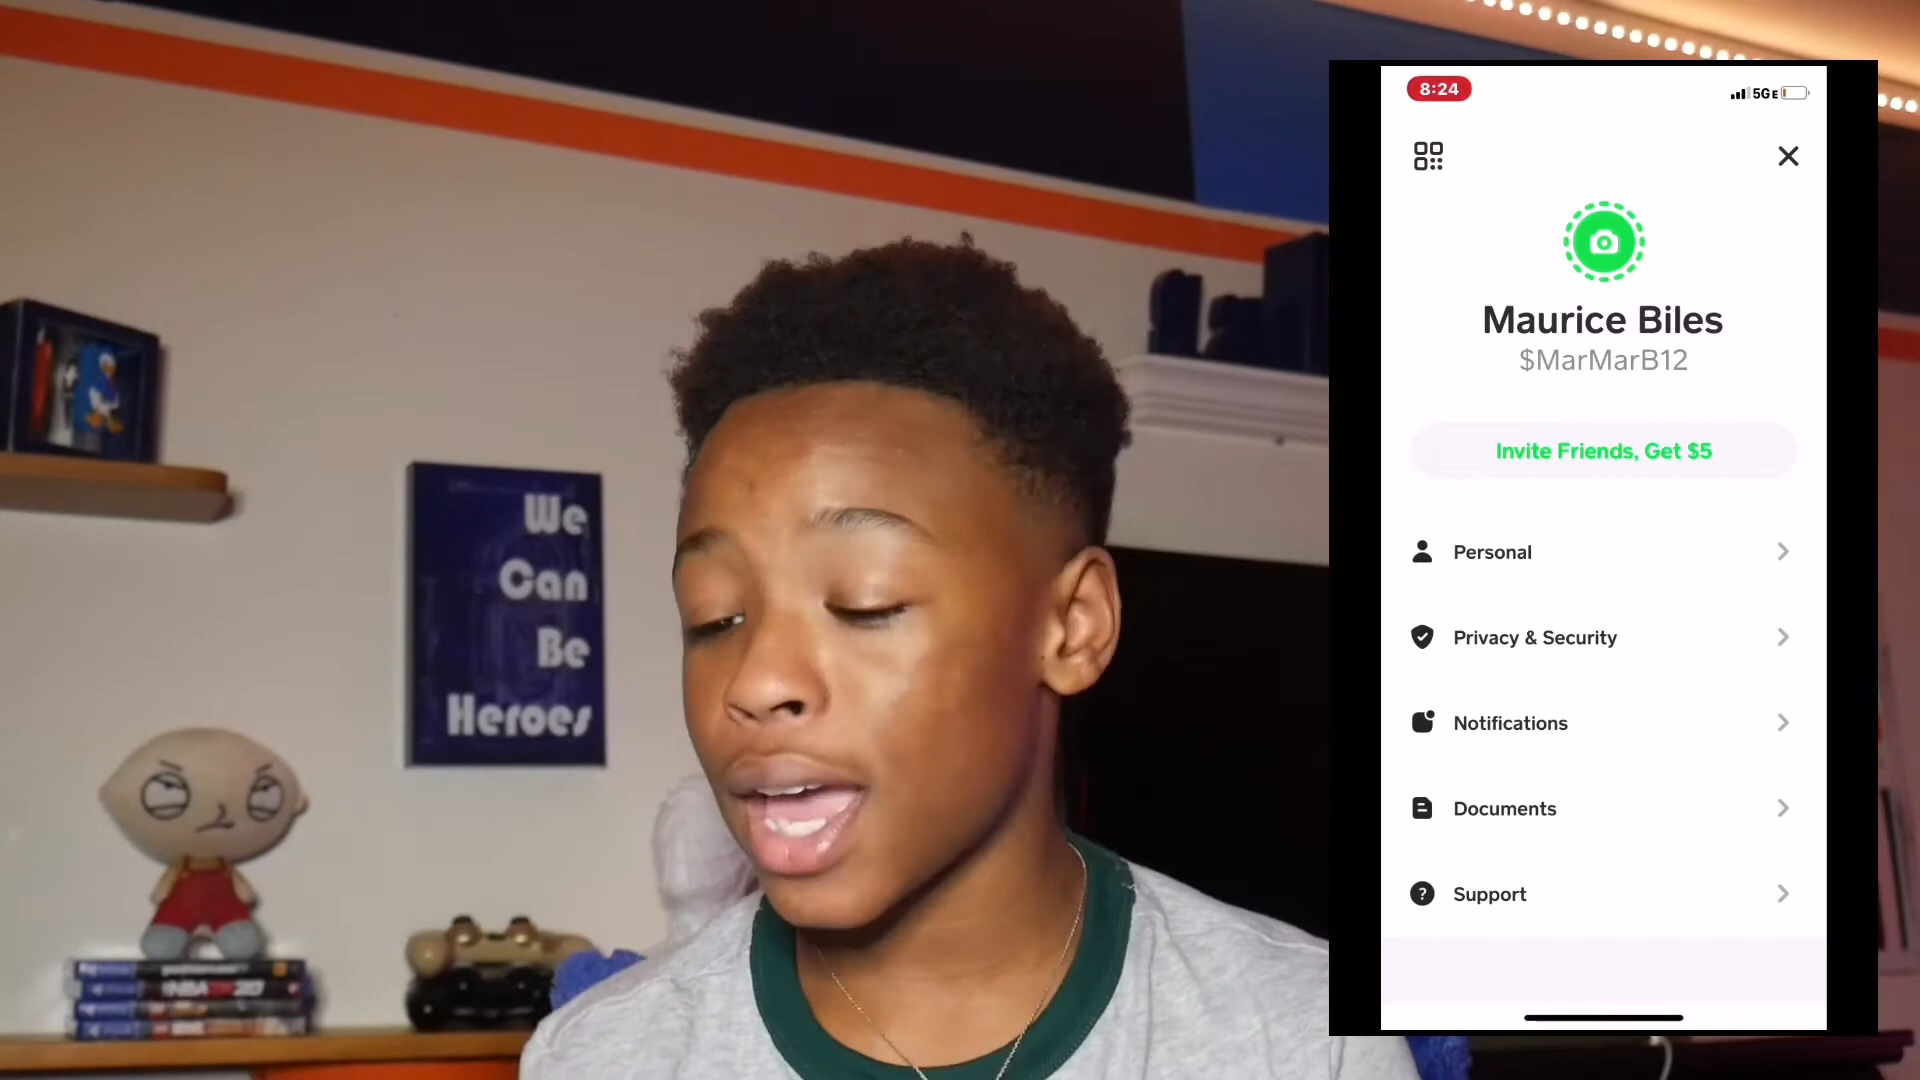 We
Can
Be
Heroes
NBA 2K20
8:24
5GE
Maurice Biles
$MarMarB12
Invite Friends, Get $5
Personal
Privacy & Security
Notifications
Documents
Support